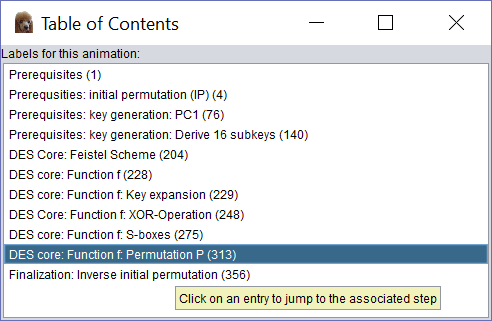 Table of Contents
Labels for this animation:
Prerequisites (1)
Prerequsities: initial permutation (IP) (4)
Prerequisites: key generation: PC1 (76)
Prerequisites: key generation: Derive 16 subkeys (140)
DES Core: Feistel Scheme (204)
DES core: Function f (228)
DES core: Function f: Key expansion (229)
DES Core: Function f: XOR-Operation (248)
DES core: Function f: S-boxes (275)
DES core: Function f: Permutation P (313)
Finalization: Inverse initial permutation (356)
Click on an entry to jump to the associated step